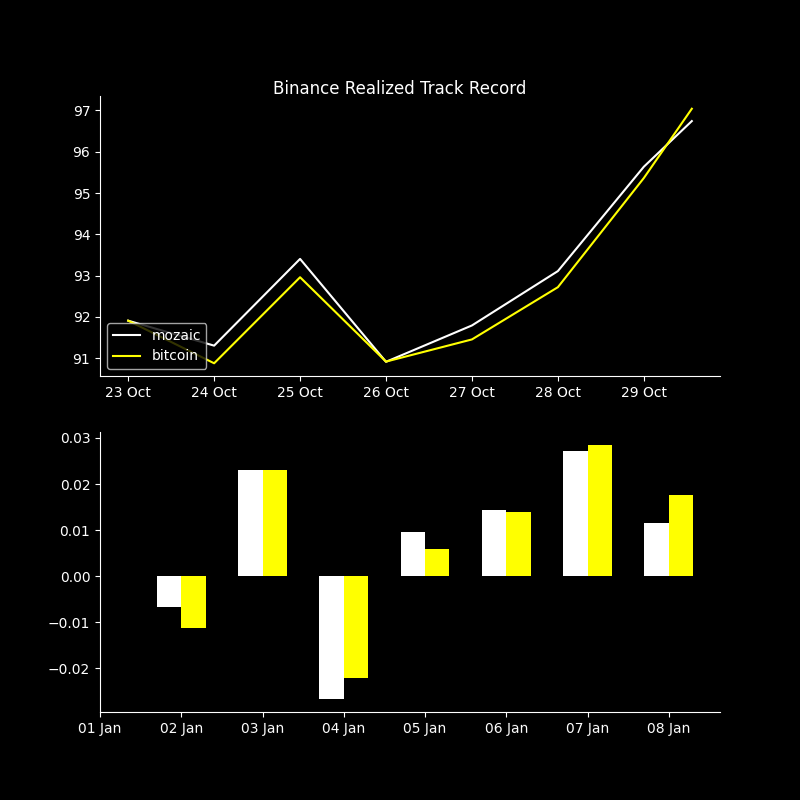 Binance Realized Track Record
97
96
95
94
93
92
91
mozaic
bitcoin
23 Oct 24 Oct 25 Oct 26 Oct 27 Oct 28 Oct 29 Oct
0.03
0.02
0.01
0.00
−0.01
−0.02
01 Jan 02 Jan 03 Jan 04 Jan 05 Jan 06 Jan 07 Jan 08 Jan